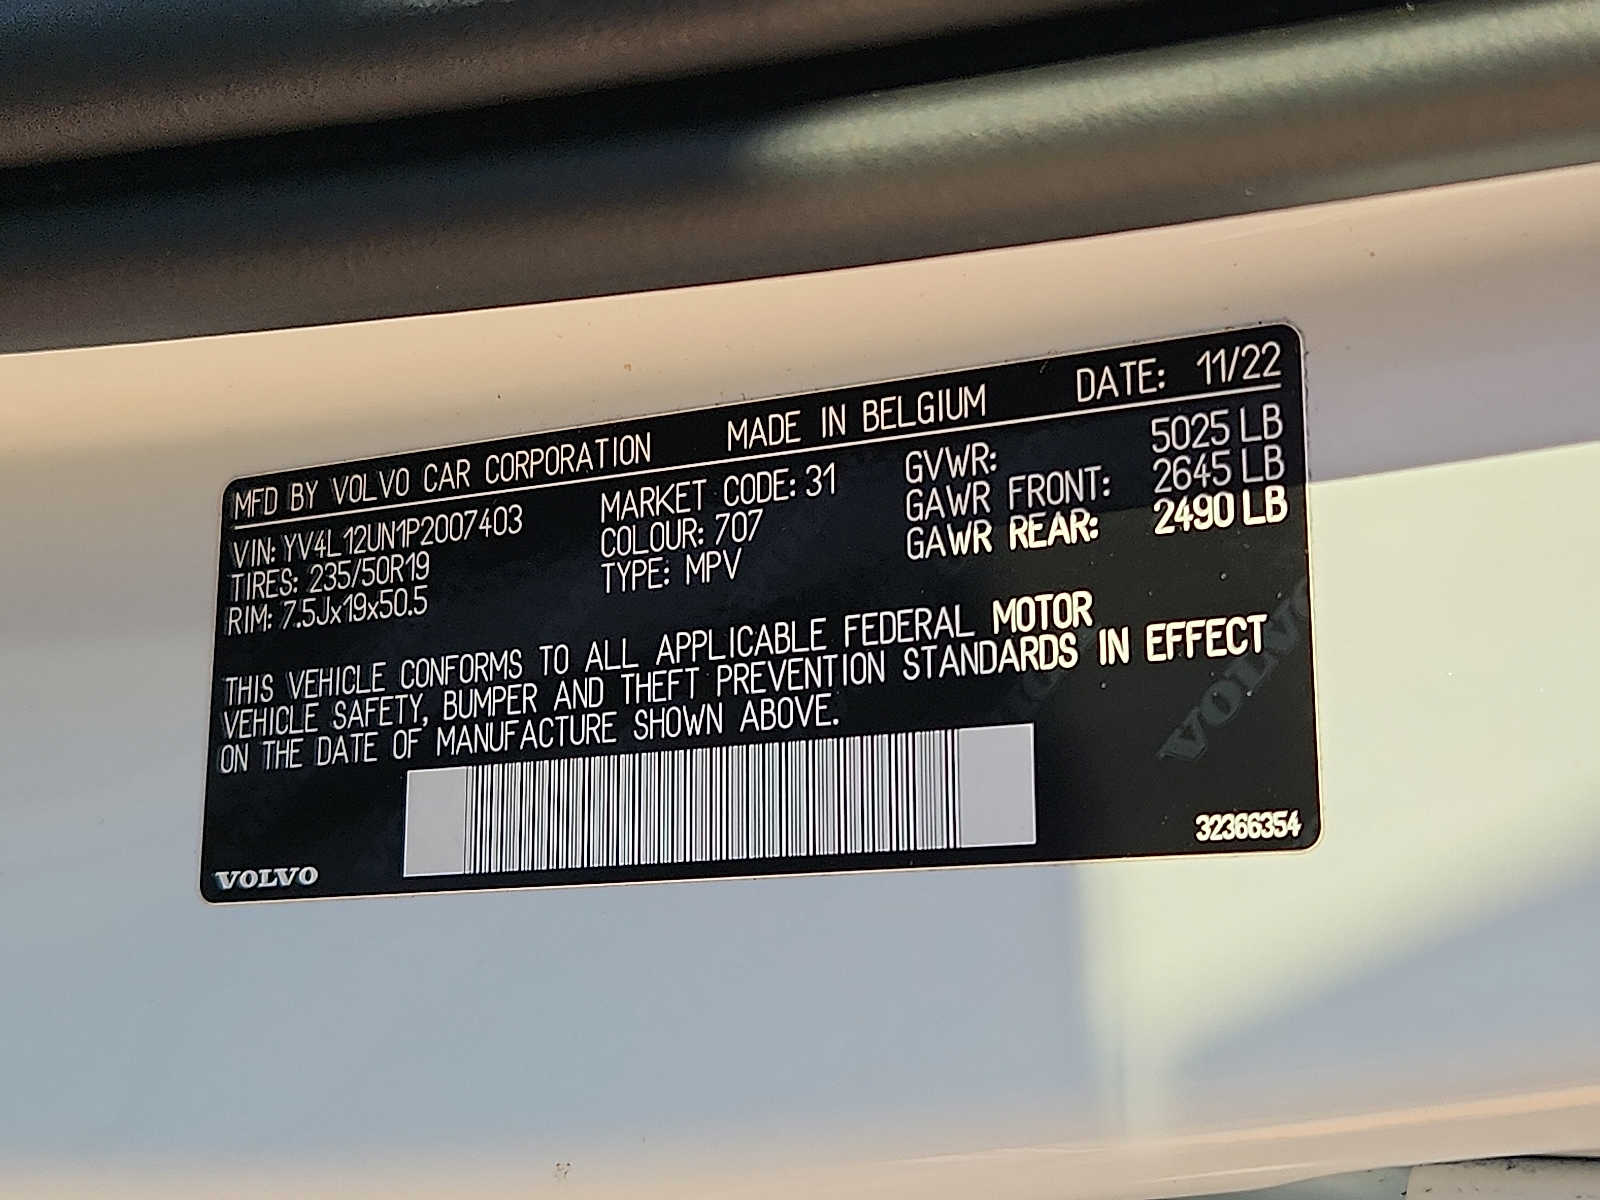 MFD BY VOLVO CAR CORPORATION MADE IN BELGIUM DATE: 11/22
VIN: YV4L12UN1P2007403 MARKET CODE: 31 GVWR: 5025 LB
TIRES: 235/50R19 COLOUR: 707 GAWR FRONT: 2645 LB
RIM: 7.5Jx19x50.5 TYPE: MPV GAWR REAR: 2490 LB
THIS VEHICLE CONFORMS TO ALL APPLICABLE FEDERAL MOTOR
VEHICLE SAFETY, BUMPER AND THEFT PREVENTION STANDARDS IN EFFECT
ON THE DATE OF MANUFACTURE SHOWN ABOVE.
VOLVO
32366354
VOLVO